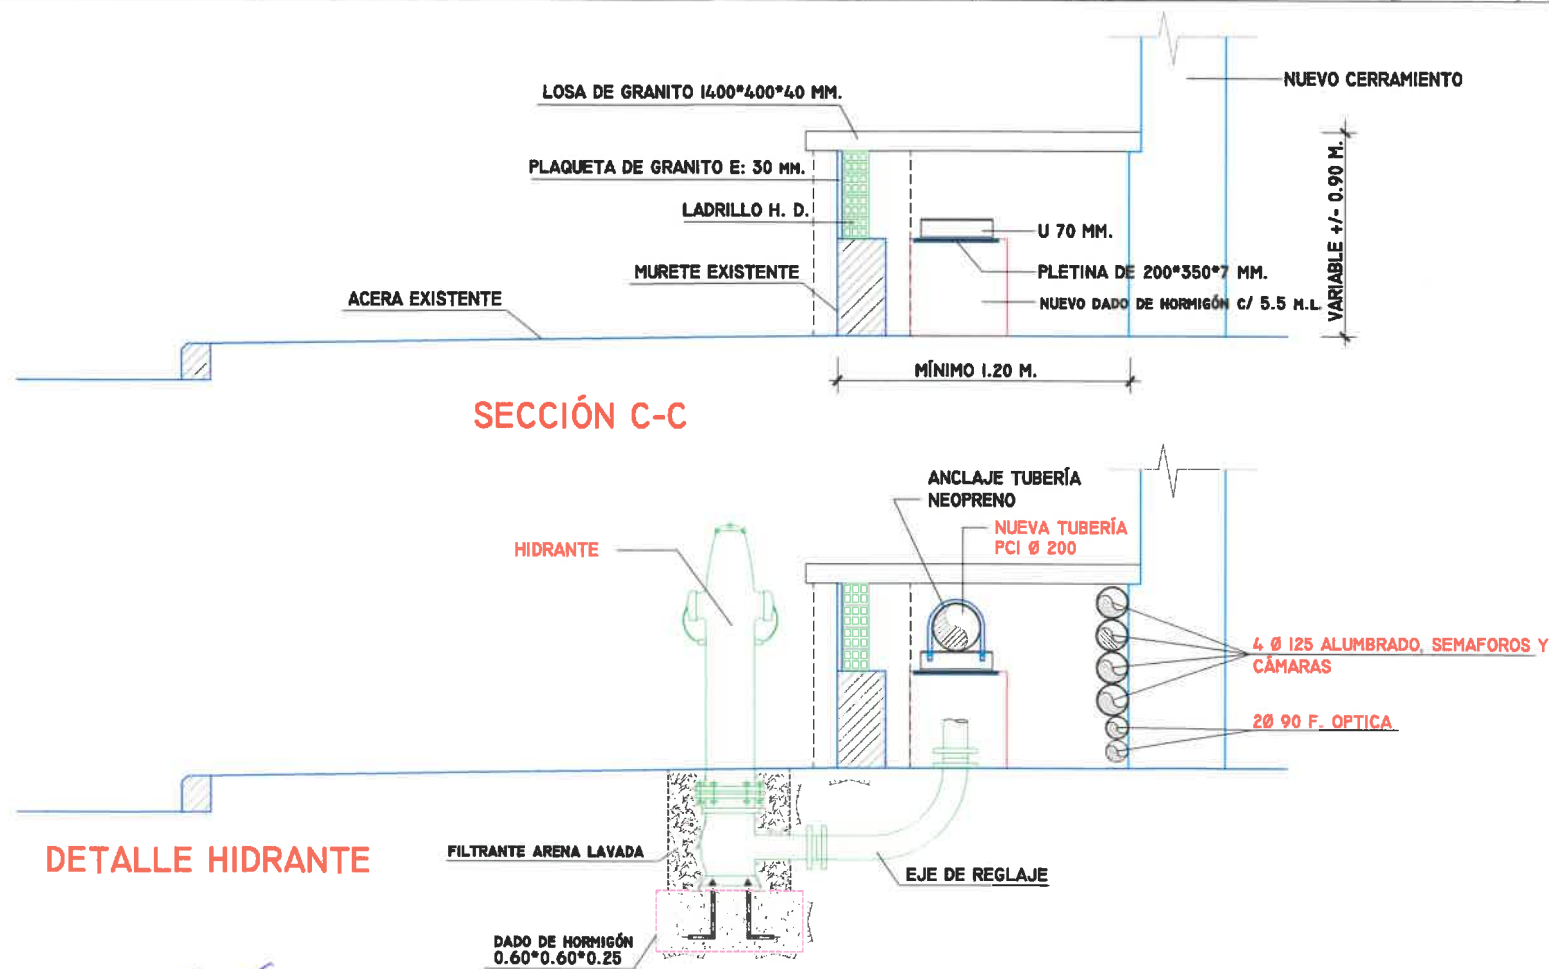 NUEVO CERRAMIENTO
LOSA DE GRANITO 1400*400*40 MM.
PLAQUETA DE GRANITO E: 30 MM.
LADRILLO H. D.
U 70 MM.
MURETE EXISTENTE
PLETINA DE 200*350*7 MM.
ACERA EXISTENTE
NUEVO DADO DE HORMIGÓN C/ 5.5 M.L.
VARIABLE +/- 0.90 M.
MÍNIMO 1.20 M.
SECCIÓN C-C
ANCLAJE TUBERÍA
NEOPRENO
NUEVA TUBERÍA
PCI Ø 200
HIDRANTE
4 Ø 125 ALUMBRADO, SEMAFOROS Y
CÁMARAS
2Ø 90 F. OPTICA
DETALLE HIDRANTE
FILTRANTE ARENA LAVADA
EJE DE REGLAJE
DADO DE HORMIGÓN
0.60*0.60*0.25